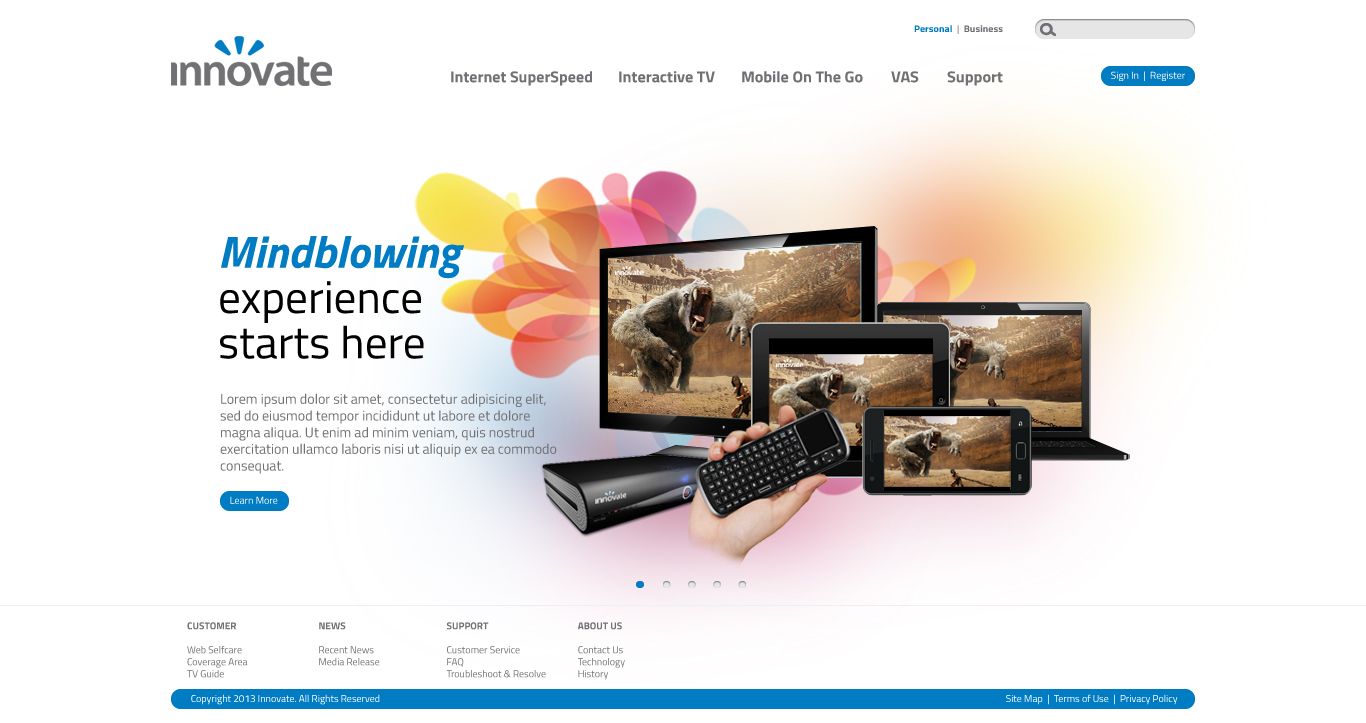 Personal | Business
innovate
Internet SuperSpeed Interactive TV Mobile On The Go VAS Support
Sign In | Register
Mindblowing
experience
starts here
innovate
innovate
Lorem ipsum dolor sit amet, consectetur adipisicing elit,
sed do eiusmod tempor incididunt ut labore et dolore
magna aliqua. Ut enim ad minim veniam, quis nostrud
exercitation ullamco laboris nisi ut aliquip ex ea commodo
consequat.
innovate
Learn More
CUSTOMER NEWS SUPPORT ABOUT US
Web Selfcare Recent News Customer Service Contact Us
Coverage Area Media Release FAQ Technology
TV Guide Troubleshoot & Resolve History
Copyright 2013 Innovate. All Rights Reserved Site Map | Terms of Use | Privacy Policy